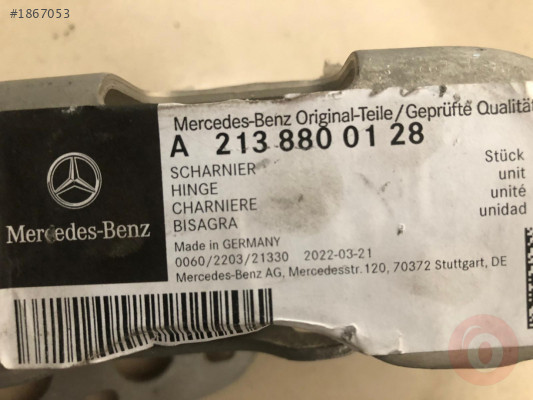 #1867053
Mercedes-Benz Original-Teile/Geprüfte Qualität
A 213 880 01 28
SCHARNIER
HINGE
CHARNIERE
BISAGRA
Stück
unit
unité
unidad
Mercedes-Benz
Made in GERMANY
0060/2203/21330 2022-03-21
Mercedes-Benz AG, Mercedesstr.120, 70372 Stuttgart, DE